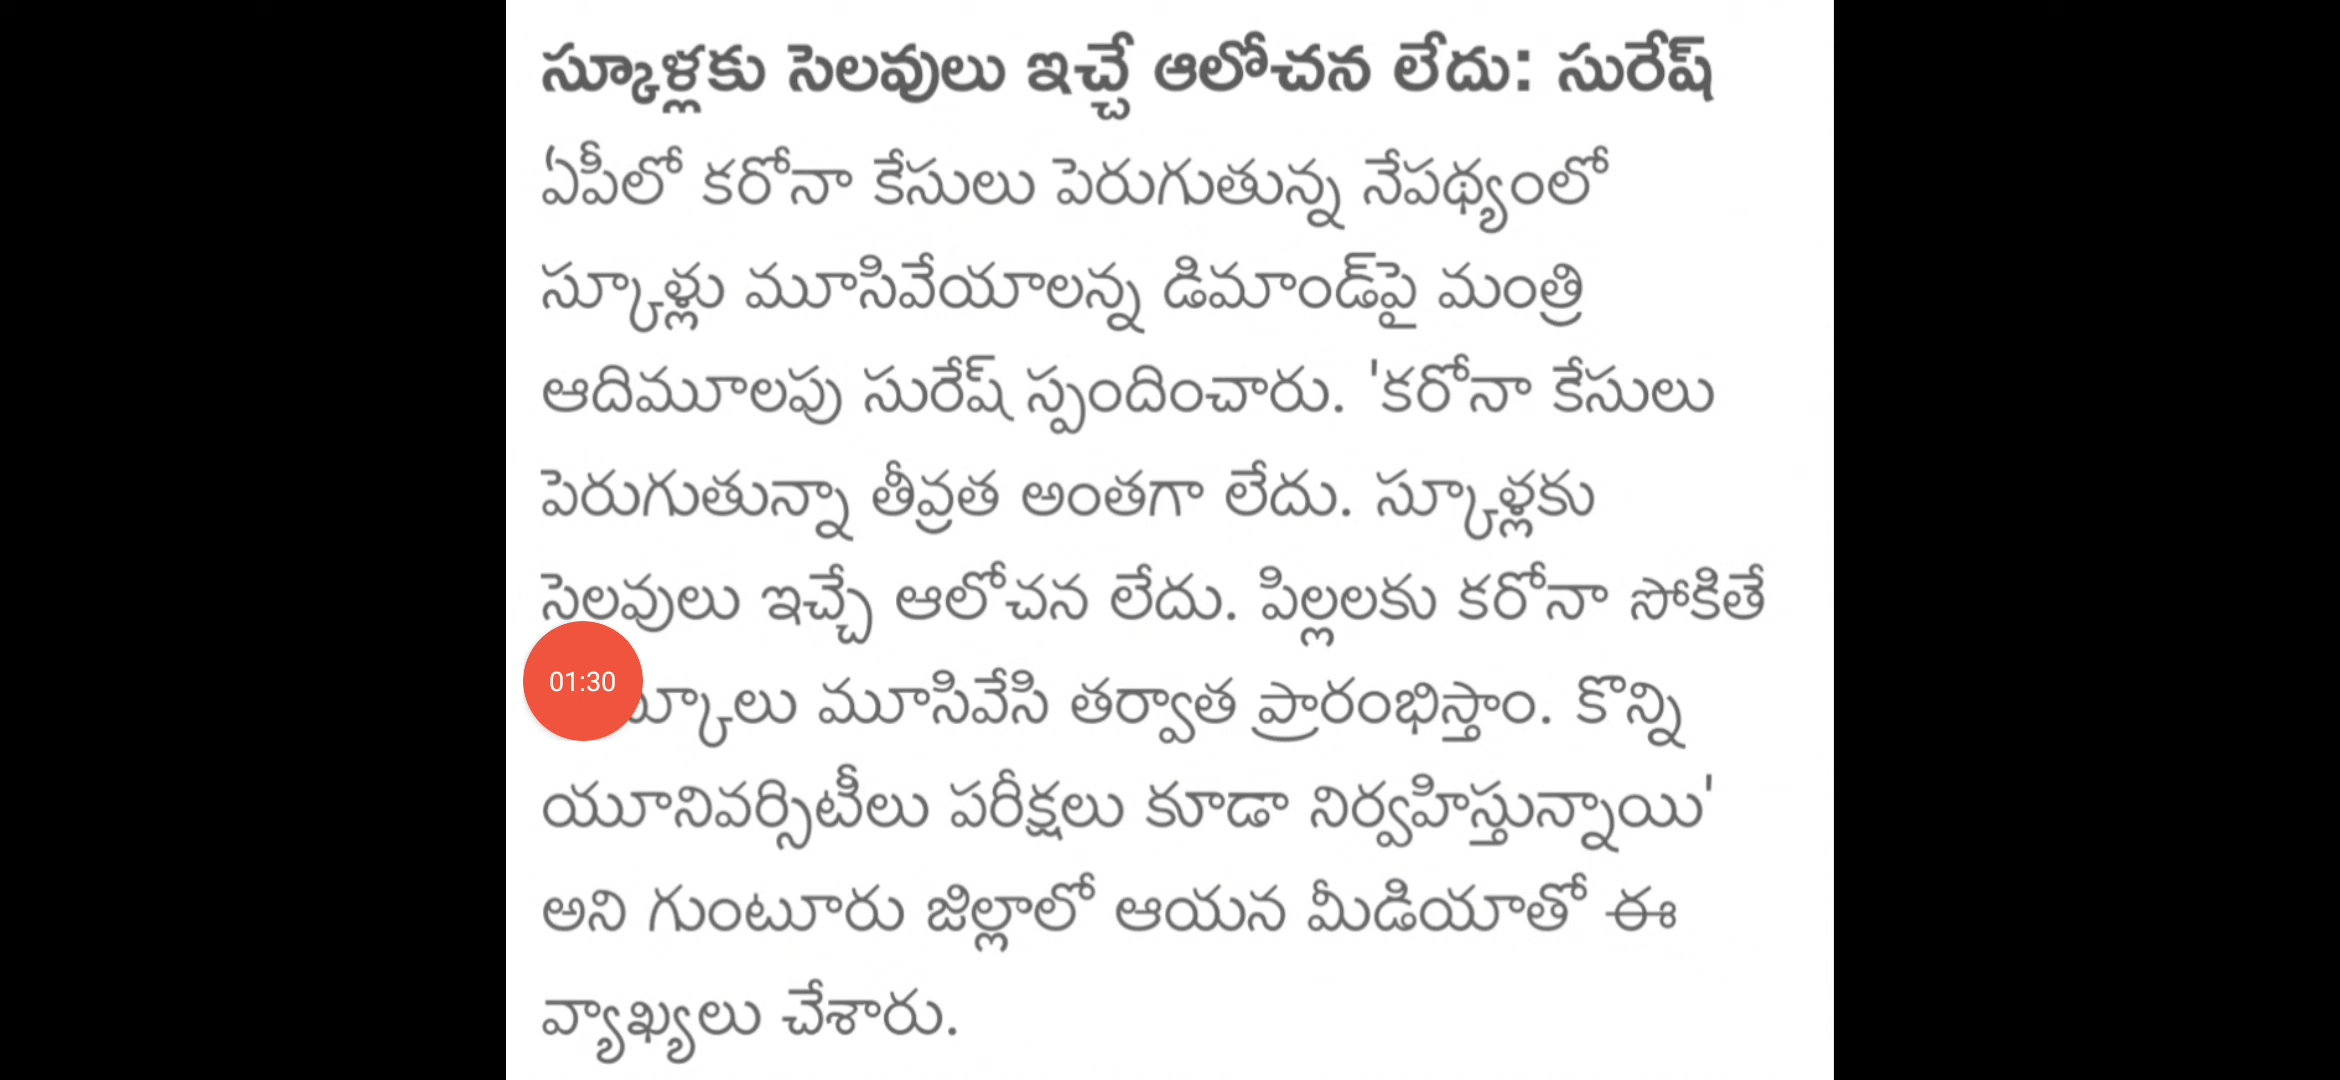 స్కూళ్లకు సెలవులు ఇచ్చే ఆలోచన లేదు: సురేష్
ఏపీలో కరోనా కేసులు పెరుగుతున్న నేపథ్యంలో
స్కూళ్లు మూసివేయాలన్న డిమాండ్‌పై మంత్రి
ఆదిమూలపు సురేష్ స్పందించారు. 'కరోనా కేసులు
పెరుగుతున్నా తీవ్రత అంతగా లేదు. స్కూళ్లకు
సెలవులు ఇచ్చే ఆలోచన లేదు. పిల్లలకు కరోనా సోకితే
01:30
మూసివేసి తర్వాత ప్రారంభిస్తాం. కొన్ని
యూనివర్సిటీలు పరీక్షలు కూడా నిర్వహిస్తున్నాయి'
అని గుంటూరు జిల్లాలో ఆయన మీడియాతో ఈ
వ్యాఖ్యలు చేశారు.